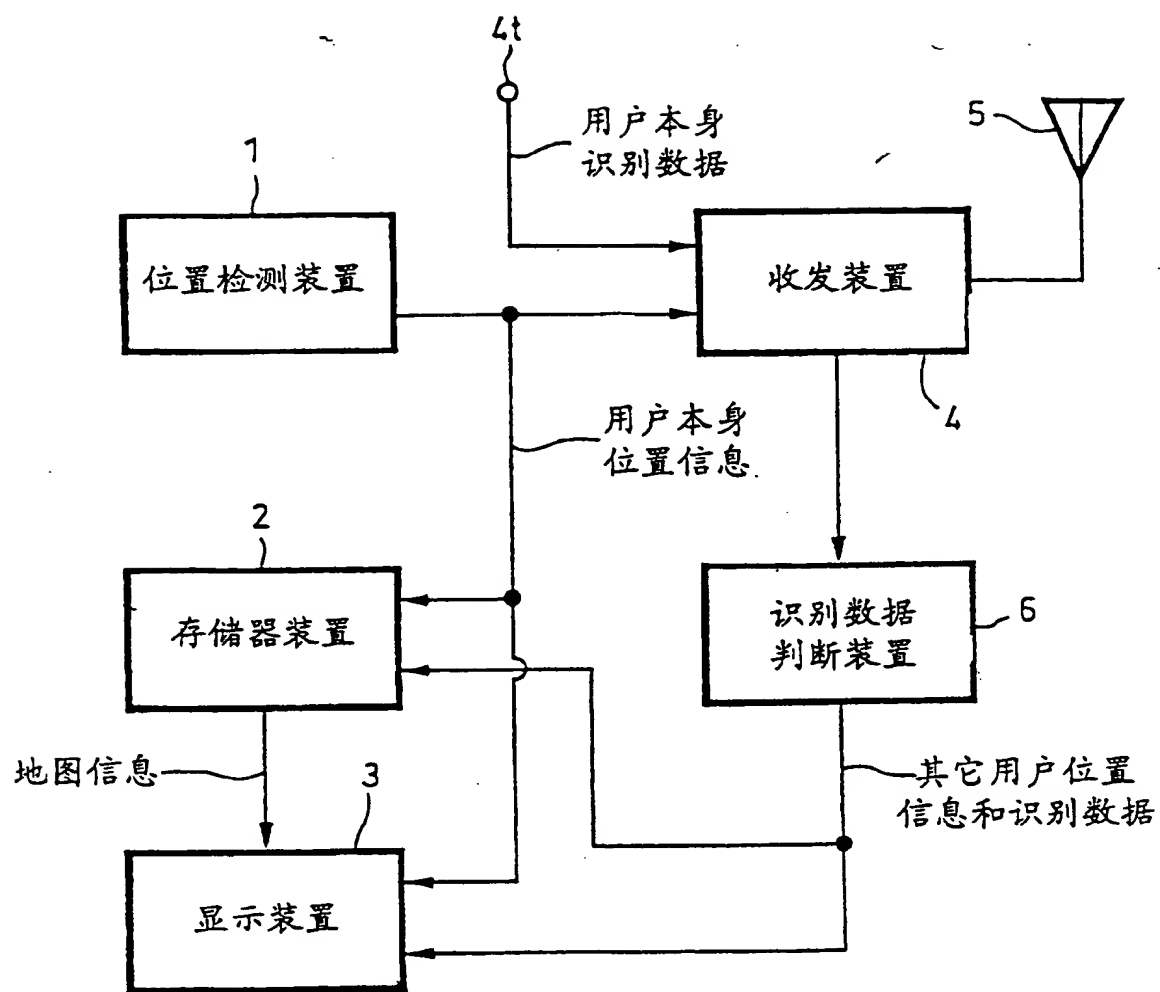 4t
用户本身
识别数据
5
1
位置检测装置
收发装置
4
用户本身
位置信息
2
存储器装置
识别数据
判断装置
6
地图信息
3
其它用户位置
信息和识别数据
显示装置